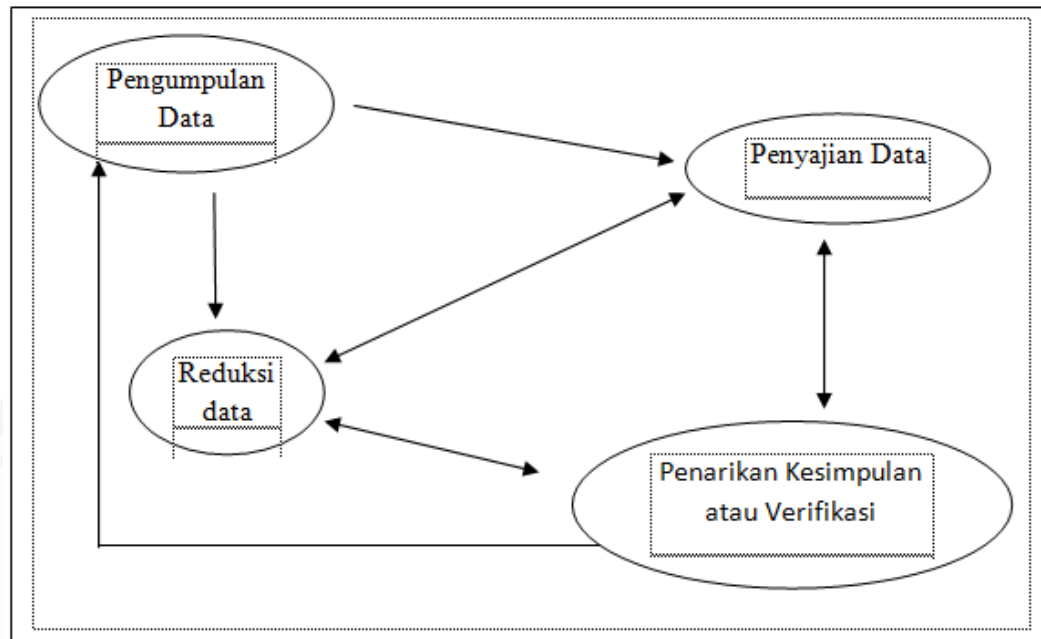 Pengumpulan
Data
Penyajian Data
Reduksi
data
Penarikan Kesimpulan
atau Verifikasi